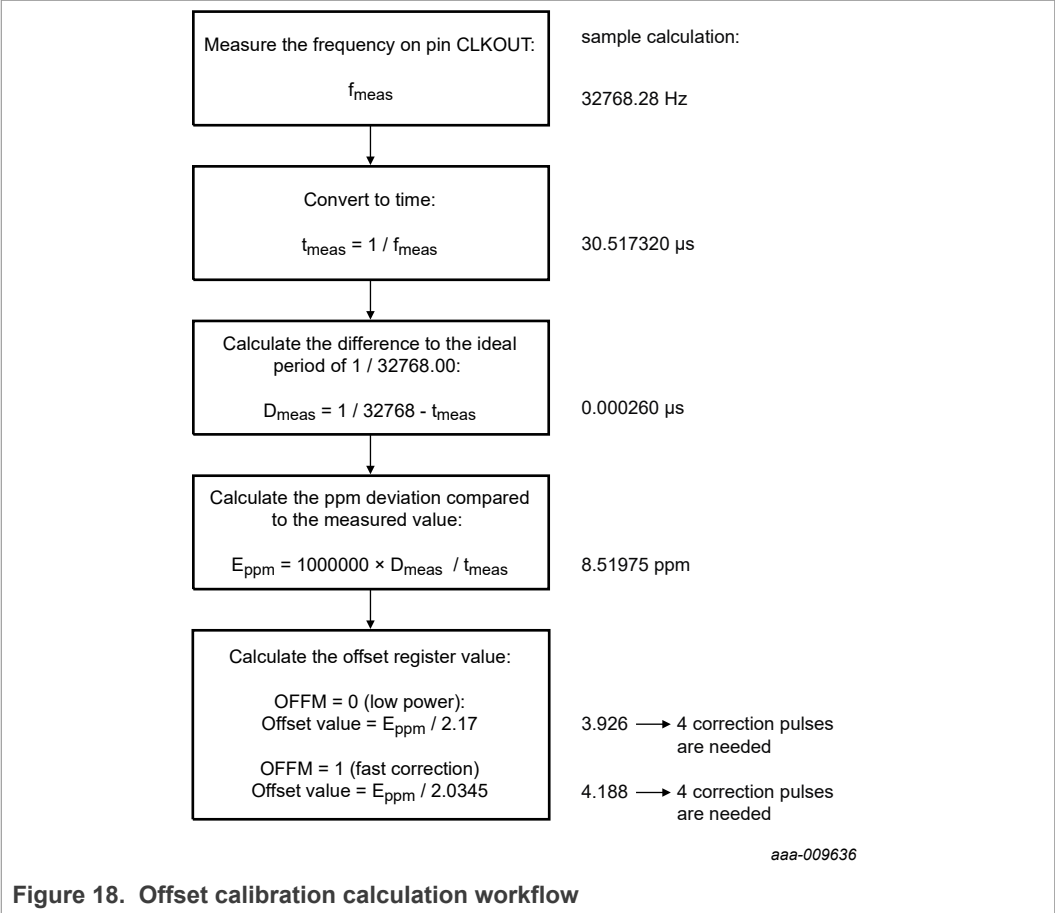 Measure the frequency on pin CLKOUT:
fmeas
sample calculation:
32768.28 Hz
Convert to time:
tmeas = 1 / fmeas
30.517320 µs
Calculate the difference to the ideal
period of 1 / 32768.00:
Dmeas = 1 / 32768 - tmeas
0.000260 µs
Calculate the ppm deviation compared
to the measured value:
Eppm = 1000000 × Dmeas / tmeas
8.51975 ppm
Calculate the offset register value:
OFFM = 0 (low power):
Offset value = Eppm / 2.17
3.926 → 4 correction pulses
are needed
OFFM = 1 (fast correction)
Offset value = Eppm / 2.0345
4.188 → 4 correction pulses
are needed
aaa-009636
Figure 18. Offset calibration calculation workflow